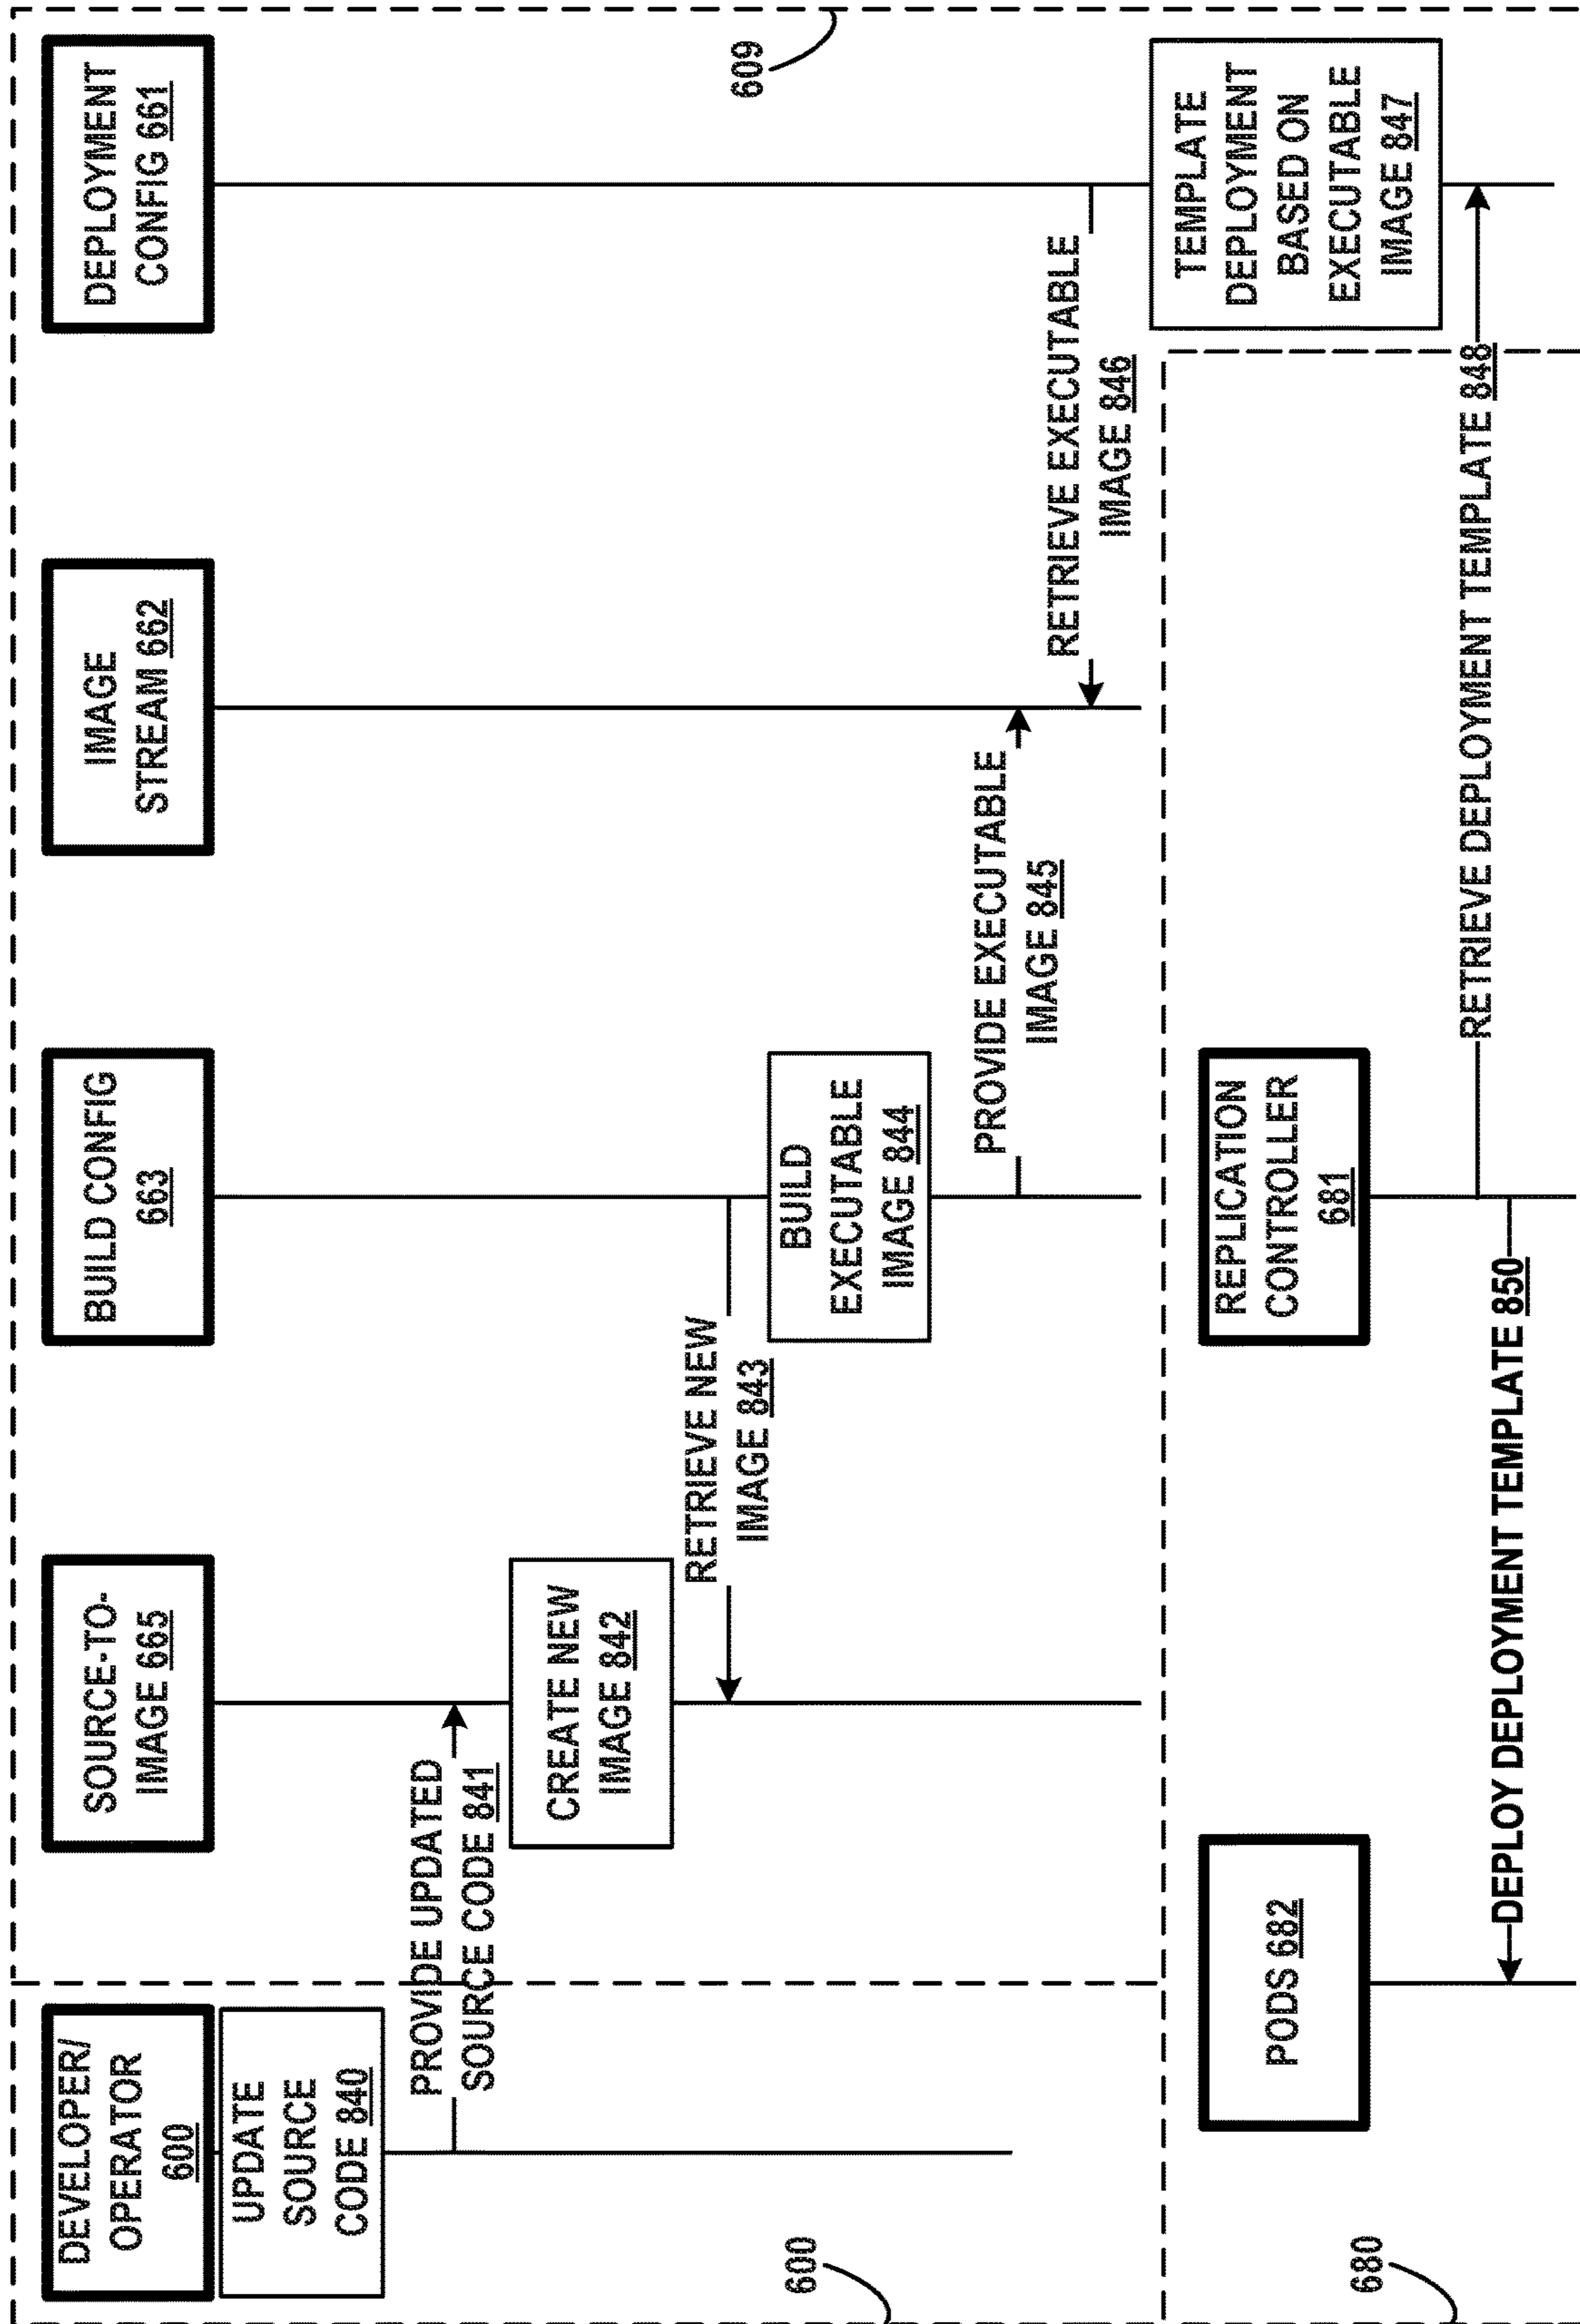 DEVELOPER/
OPERATOR
600
SOURCE-TO-
IMAGE 665
BUILD CONFIG
663
IMAGE
STREAM 662
DEPLOYMENT
CONFIG 661
UPDATE
SOURCE
CODE 840
PROVIDE UPDATED
SOURCE CODE 841
CREATE NEW
IMAGE 842
RETRIEVE NEW
IMAGE 843
609
BUILD
EXECUTABLE
IMAGE 844
600
PROVIDE EXECUTABLE
IMAGE 845
RETRIEVE EXECUTABLE
IMAGE 846
TEMPLATE
DEPLOYMENT
BASED ON
EXECUTABLE
IMAGE 847
PODS 682
REPLICATION
CONTROLLER
681
680
RETRIEVE DEPLOYMENT TEMPLATE 848
DEPLOY DEPLOYMENT TEMPLATE 850